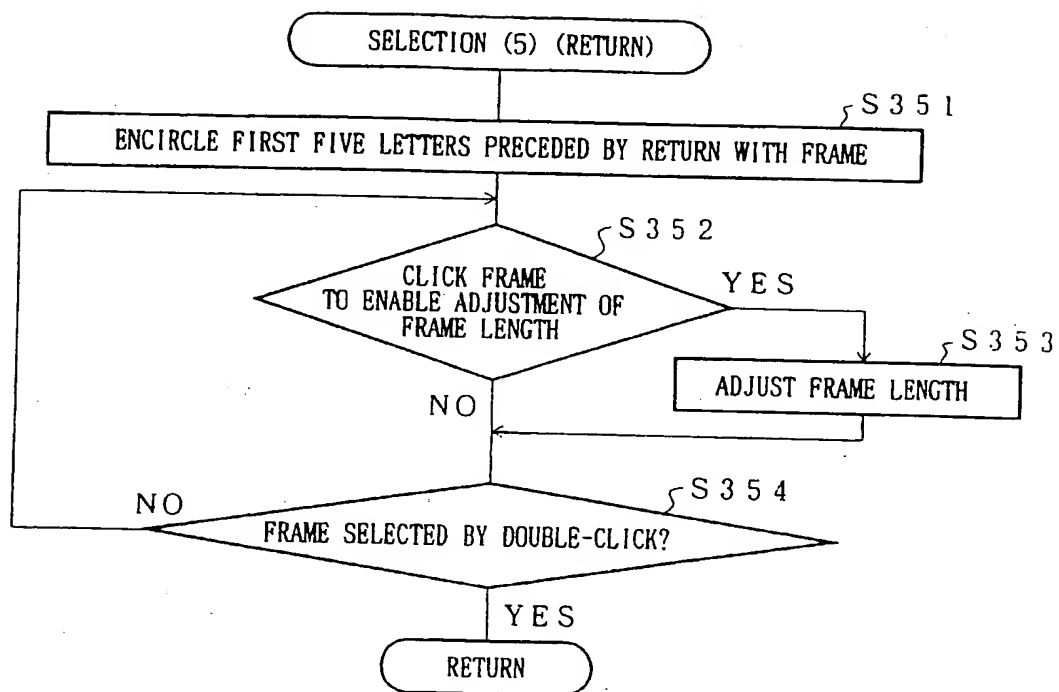 SELECTION (5) (RETURN)
S351
ENCIRCLE FIRST FIVE LETTERS PRECEDED BY RETURN WITH FRAME
S352
CLICK FRAME
TO ENABLE ADJUSTMENT OF
FRAME LENGTH
YES
S353
ADJUST FRAME LENGTH
NO
S354
NO
FRAME SELECTED BY DOUBLE-CLICK?
YES
RETURN